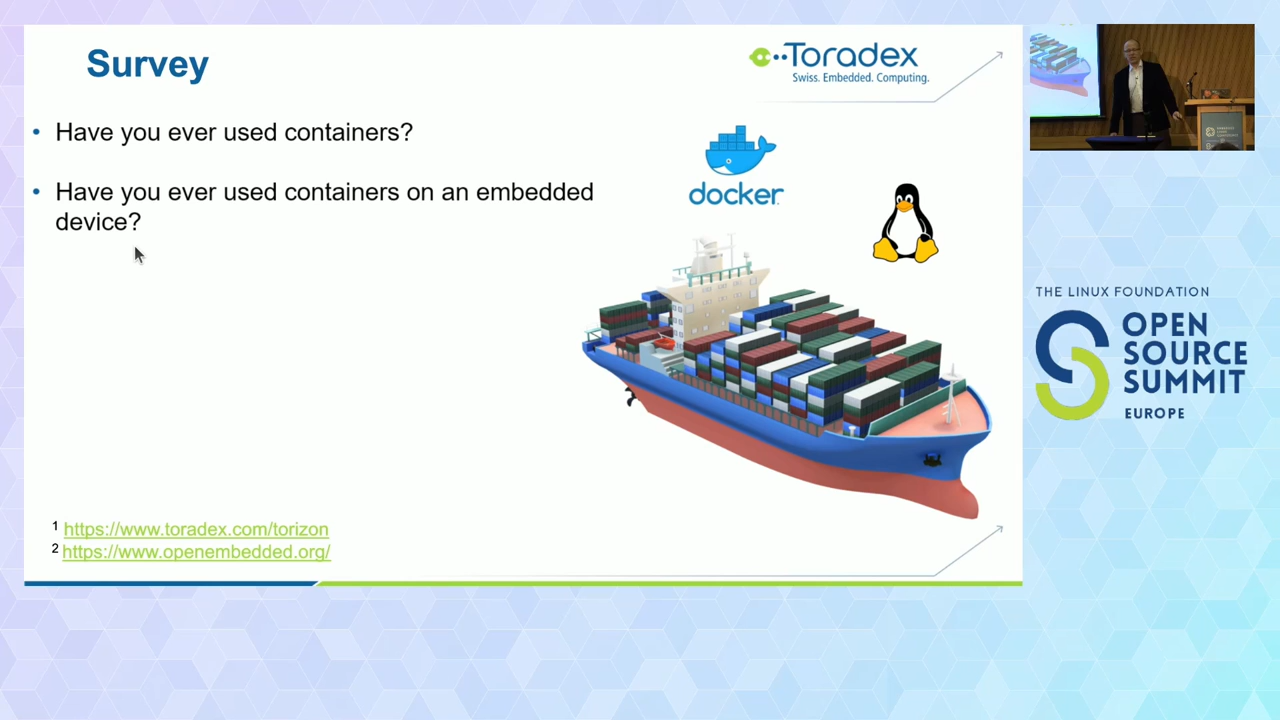 Survey
Toradex
Swiss. Embedded. Computing.
• Have you ever used containers?
• Have you ever used containers on an embedded
device?
docker
1 https://www.toradex.com/torizon
2 https://www.openembedded.org/
THE LINUX FOUNDATION
OPEN
SOURCE
SUMMIT
EUROPE